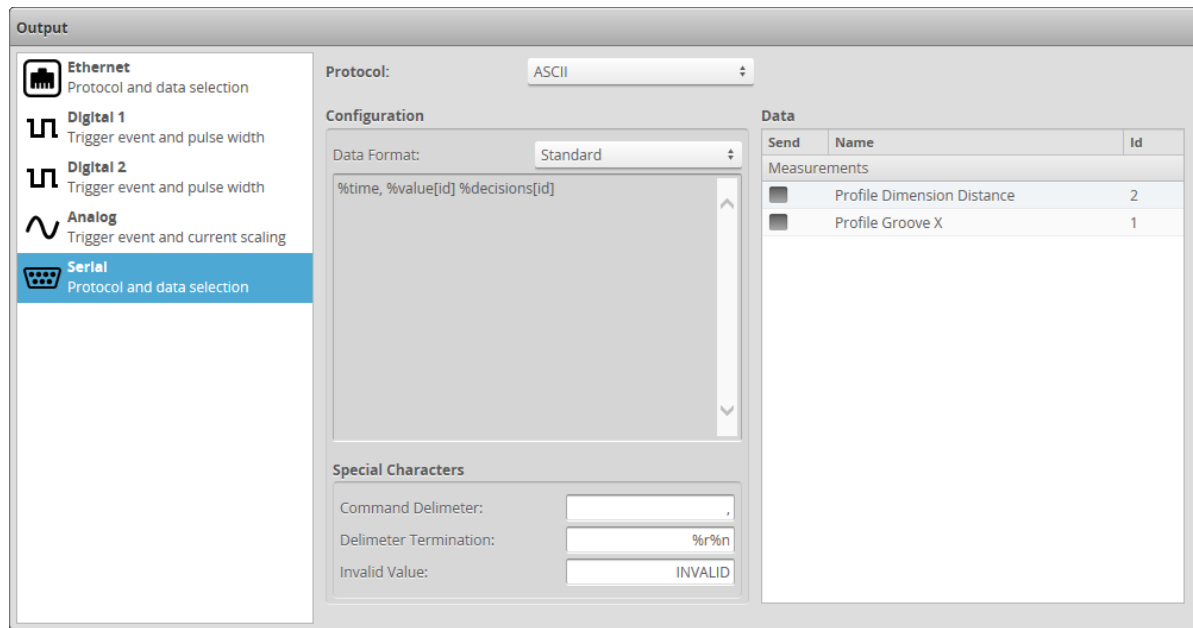 Output
Ethernet
Protocol and data selection
Digital 1
Trigger event and pulse width
Digital 2
Trigger event and pulse width
Analog
Trigger event and current scaling
Serial
Protocol and data selection
Protocol: ASCII
Configuration
Data Format: Standard
%time, %value[id] %decisions[id]
Special Characters
Command Delimeter: ,
Delimeter Termination: %r%n
Invalid Value: INVALID
Data
Send Name Id
Measurements
Profile Dimension Distance 2
Profile Groove X 1